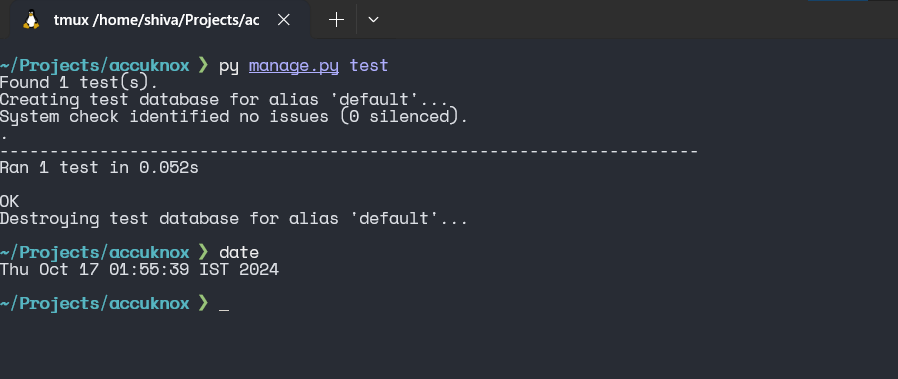 tmux /home/shiva/Projects/ac
~/Projects/accuknox ❯ py manage.py test
Found 1 test(s).
Creating test database for alias 'default'...
System check identified no issues (0 silenced).
.
----------------------------------------------------------------------
Ran 1 test in 0.052s
OK
Destroying test database for alias 'default'...
~/Projects/accuknox ❯ date
Thu Oct 17 01:55:39 IST 2024
~/Projects/accuknox ❯ _